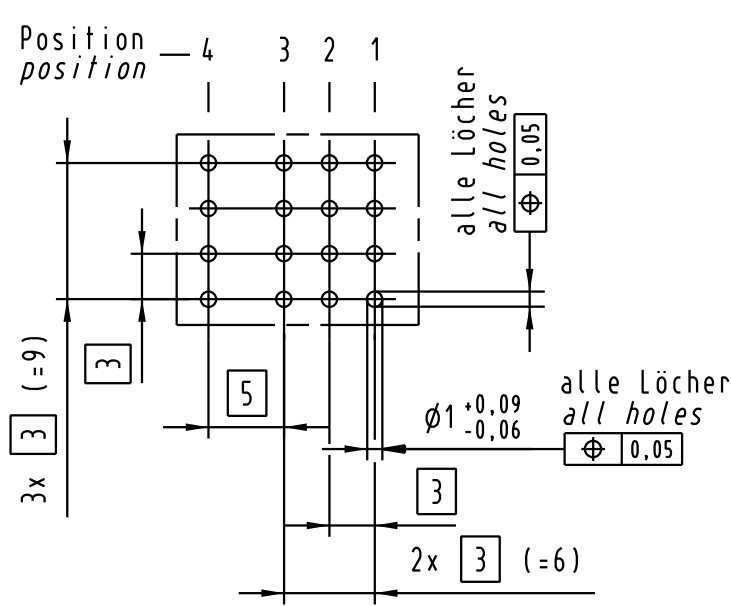 Position
position
4 3 2 1
alle Löcher
all holes
⌖ 0,05
3x 3 (=9)
3
5
Ø1 +0,09
-0,06
alle Löcher
all holes
⌖ 0,05
3
2x 3 (=6)